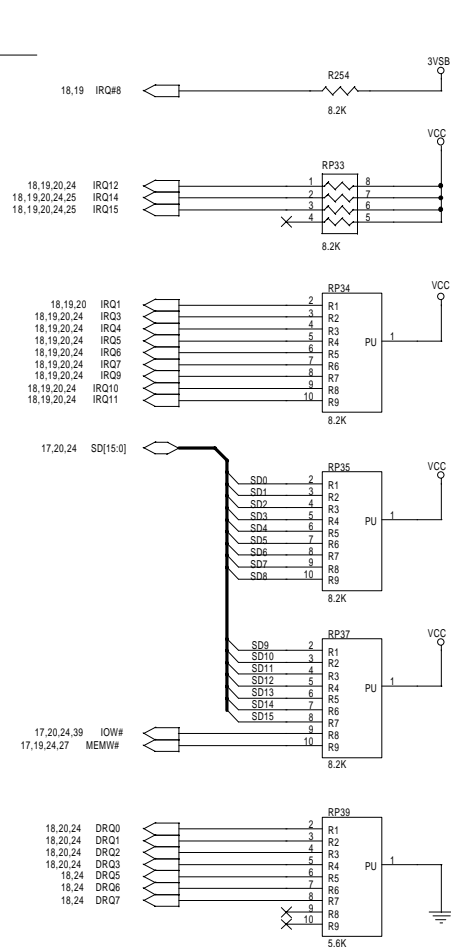 3VSB
R254
18,19 IRQ#8
8.2K
VCC
RP33
18,19,20,24 IRQ12 1 8
18,19,20,24,25 IRQ14 2 7
18,19,20,24,25 IRQ15 3 6
4 5
8.2K
RP34 VCC
18,19,20 IRQ1 2 R1
18,19,20,24 IRQ3 3 R2
18,19,20,24 IRQ4 4 R3
18,19,20,24 IRQ5 5 R4 PU 1
18,19,20,24 IRQ6 6 R5
18,19,20,24 IRQ7 7 R6
18,19,20,24 IRQ9 8 R7
18,19,20,24 IRQ10 9 R8
18,19,20,24 IRQ11 10 R9
8.2K
17,20,24 SD[15:0]
RP35 VCC
SD0 2 R1
SD1 3 R2
SD2 4 R3
SD3 5 R4 PU 1
SD4 6 R5
SD5 7 R6
SD6 8 R7
SD7 9 R8
SD8 10 R9
8.2K
RP37 VCC
SD9 2 R1
SD10 3 R2
SD11 4 R3
SD12 5 R4 PU 1
SD13 6 R5
SD14 7 R6
SD15 8 R7
17,20,24,39 IOW# 9 R8
17,19,24,27 MEMW# 10 R9
8.2K
RP39
18,20,24 DRQ0 2 R1
18,20,24 DRQ1 3 R2
18,20,24 DRQ2 4 R3
18,20,24 DRQ3 5 R4 PU 1
18,24 DRQ5 6 R5
18,24 DRQ6 7 R6
18,24 DRQ7 8 R7
9 R8
10 R9
5.6K